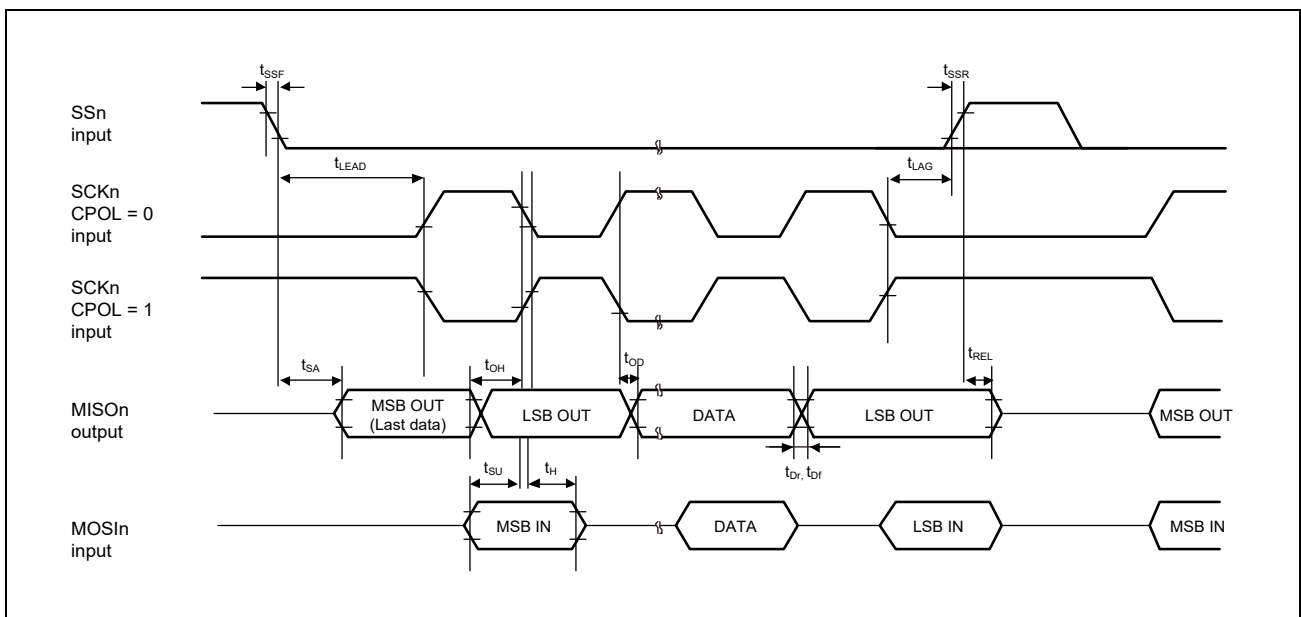 tSSF
tSSR
SSn
input
tLEAD
tLAG
SCKn
CPOL = 0
input
SCKn
CPOL = 1
input
tSA
tOH
tOD
tREL
MISOn
output
MSB OUT
(Last data)
LSB OUT
DATA
LSB OUT
MSB OUT
tDr, tDf
tSU
tH
MOSIn
input
MSB IN
DATA
LSB IN
MSB IN